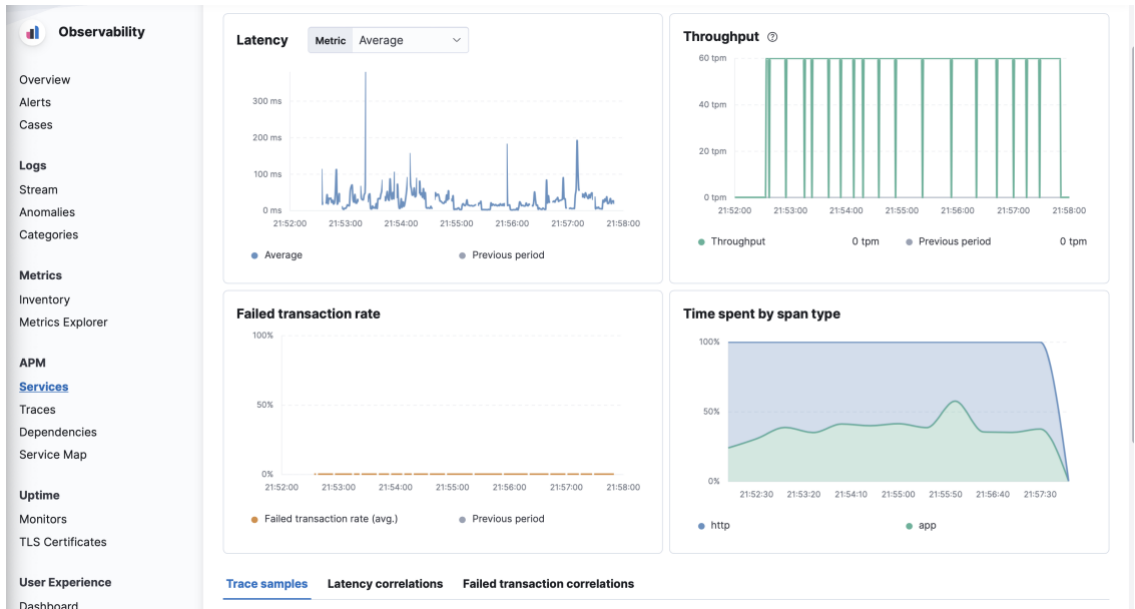 Observability
Overview
Alerts
Cases
Logs
Stream
Anomalies
Categories
Metrics
Inventory
Metrics Explorer
APM
Services
Traces
Dependencies
Service Map
Uptime
Monitors
TLS Certificates
User Experience
Dashboard
Latency Metric Average
300 ms
200 ms
100 ms
0 ms
21:52:00 21:53:00 21:54:00 21:55:00 21:56:00 21:57:00 21:58:00
Average Previous period
Throughput
60 tpm
40 tpm
20 tpm
0 tpm
21:52:00 21:53:00 21:54:00 21:55:00 21:56:00 21:57:00 21:58:00
Throughput 0 tpm Previous period 0 tpm
Failed transaction rate
100%
50%
0%
21:52:00 21:53:00 21:54:00 21:55:00 21:56:00 21:57:00 21:58:00
Failed transaction rate (avg.) Previous period
Time spent by span type
100%
50%
0%
21:52:30 21:53:20 21:54:10 21:55:00 21:55:50 21:56:40 21:57:30
http app
Trace samples Latency correlations Failed transaction correlations